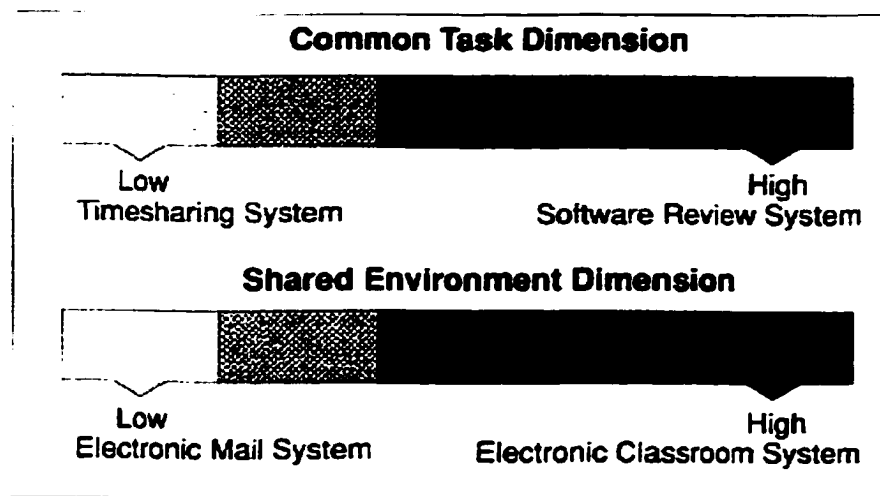 Common Task Dimension
Low
High
Timesharing System
Software Review System
Shared Environment Dimension
Low
High
Electronic Mail System
Electronic Classroom System